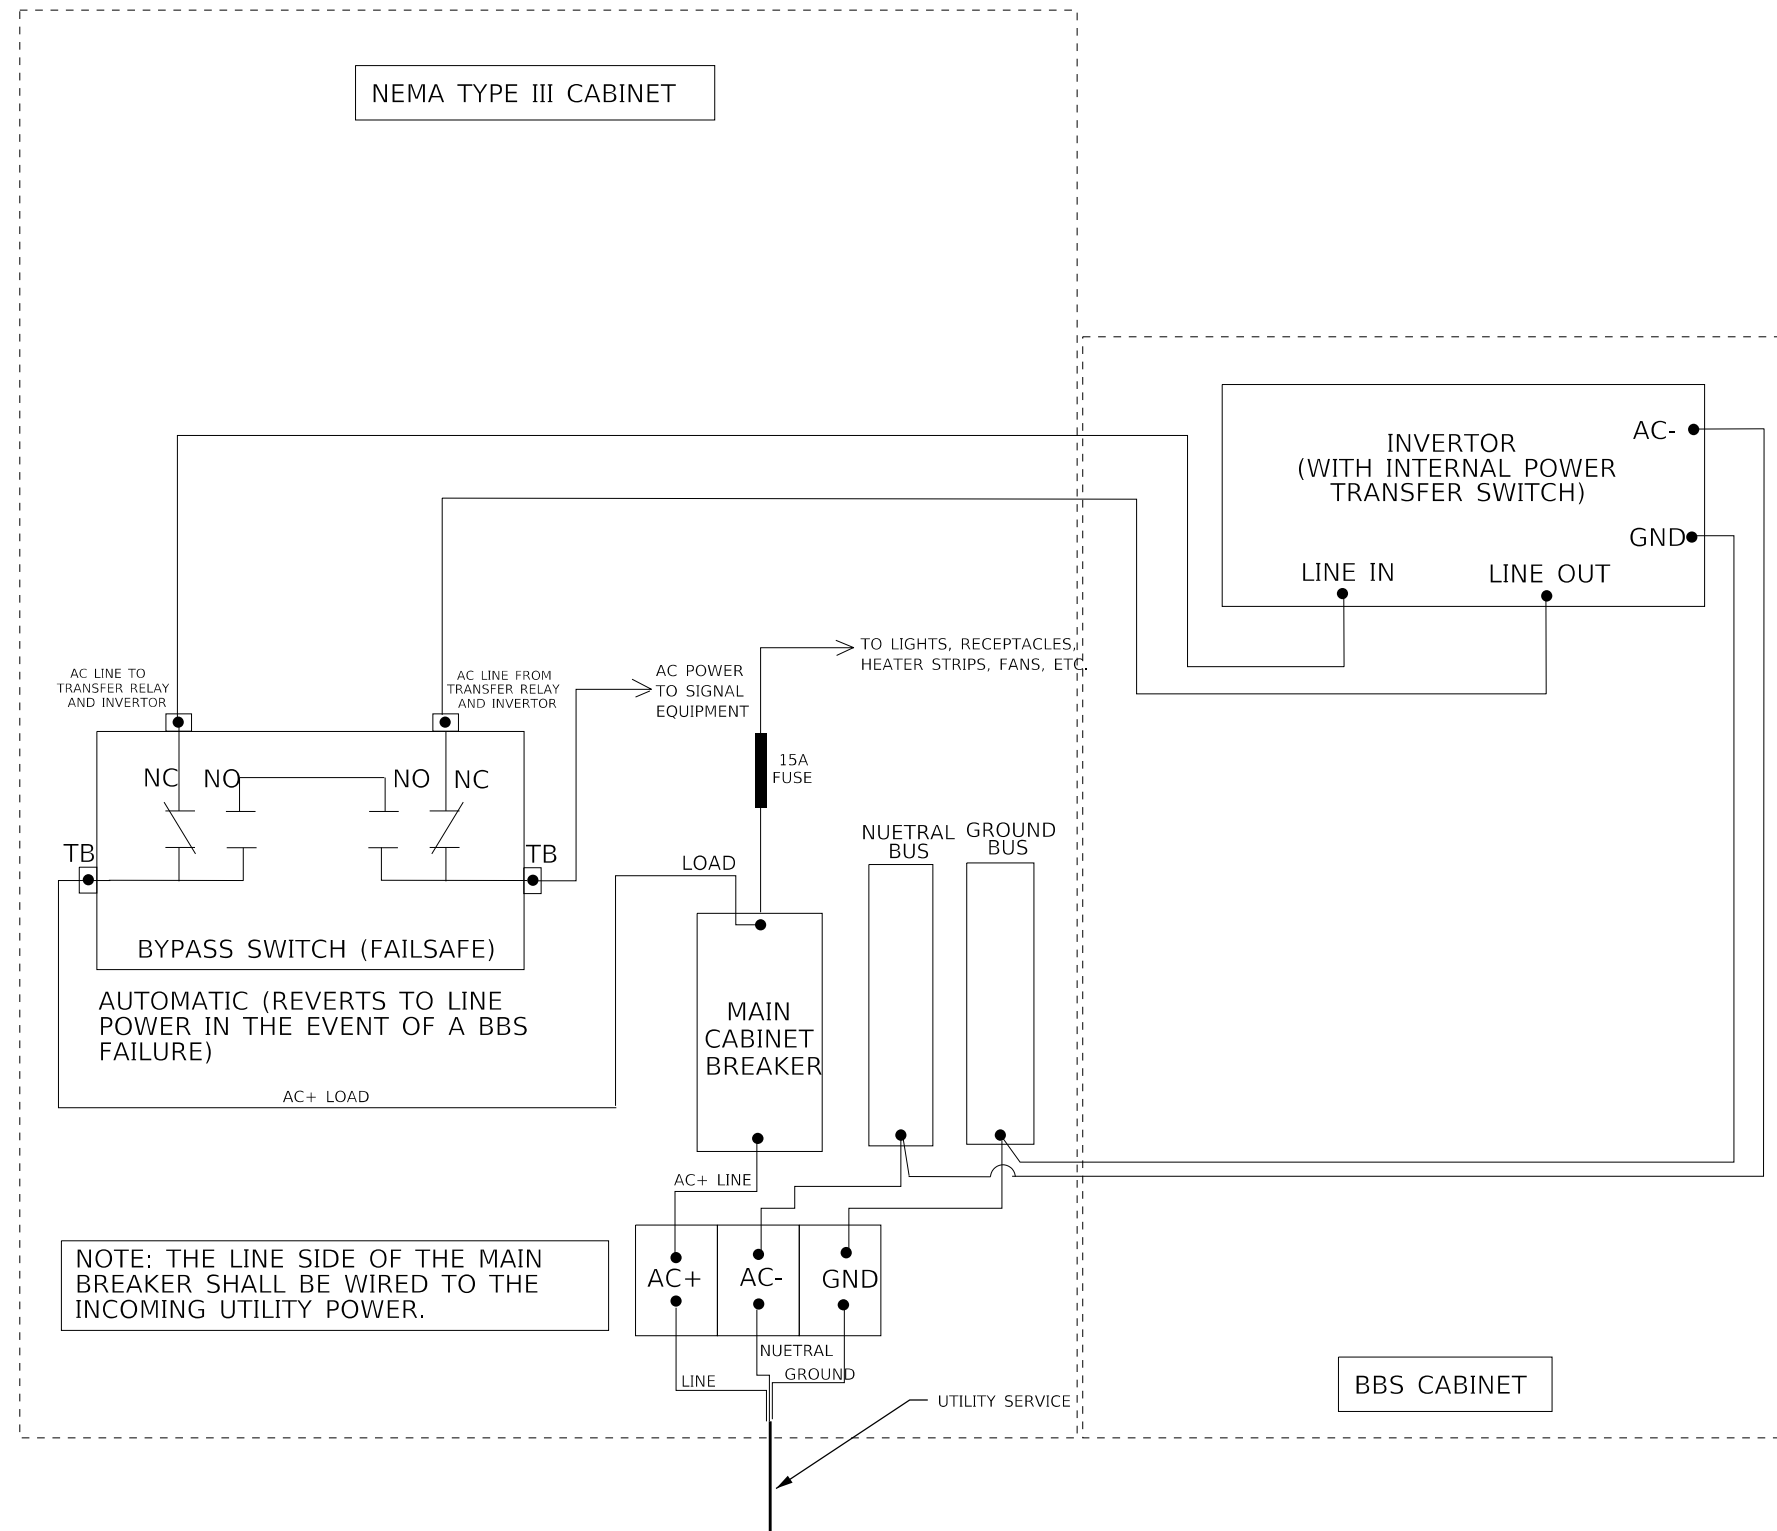 NEMA TYPE III CABINET
INVERTOR
(WITH INTERNAL POWER
TRANSFER SWITCH)
AC-
GND
LINE IN
LINE OUT
AC LINE TO
TRANSFER RELAY
AND INVERTOR
AC LINE FROM
TRANSFER RELAY
AND INVERTOR
AC POWER
TO SIGNAL
EQUIPMENT
TO LIGHTS, RECEPTACLES,
HEATER STRIPS, FANS, ETC.
NC
NO
NO
NC
15A
FUSE
TB
TB
LOAD
NUETRAL
BUS
GROUND
BUS
BYPASS SWITCH (FAILSAFE)
AUTOMATIC (REVERTS TO LINE
POWER IN THE EVENT OF A BBS
FAILURE)
MAIN
CABINET
BREAKER
AC+ LOAD
AC+ LINE
NOTE: THE LINE SIDE OF THE MAIN
BREAKER SHALL BE WIRED TO THE
INCOMING UTILITY POWER.
AC+
AC-
GND
NUETRAL
GROUND
LINE
UTILITY SERVICE
BBS CABINET